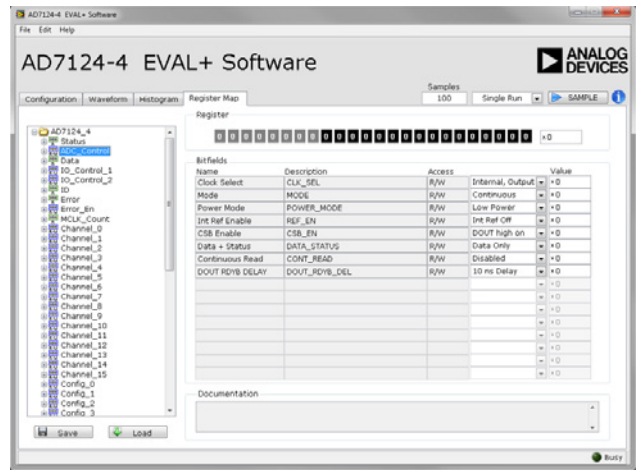 AD7124-4 EVAL+ Software
File Edit Help
AD7124-4 EVAL+ Software
ANALOG
DEVICES
Samples
Configuration Waveform Histogram Register Map 100 Single Run SAMPLE
Register
0 0 0 0 0 0 0 0 0 0 0 0 0 0 0 0 0 0 0 0 0 0 0 0 x0
AD7124_4
Status
ADC_Control
Data
IO_Control_1
IO_Control_2
ID
Error
Error_En
MCLK_Count
Channel_0
Channel_1
Channel_2
Channel_3
Channel_4
Channel_5
Channel_6
Channel_7
Channel_8
Channel_9
Channel_10
Channel_11
Channel_12
Channel_13
Channel_14
Channel_15
Config_0
Config_1
Config_2
Config_3
Bitfields
Name Description Access Value
Clock Select CLK_SEL R/W Internal, Output x0
Mode MODE R/W Continuous x0
Power Mode POWER_MODE R/W Low Power x0
Int Ref Enable REF_EN R/W Int Ref Off x0
CSB Enable CSB_EN R/W DOUT high on x0
Data + Status DATA_STATUS R/W Data Only x0
Continuous Read CONT_READ R/W Disabled x0
DOUT RDYB DELAY DOUT_RDYB_DEL R/W 10 ns Delay x0
x0
x0
x0
x0
x0
x0
x0
Documentation
Save Load
Busy